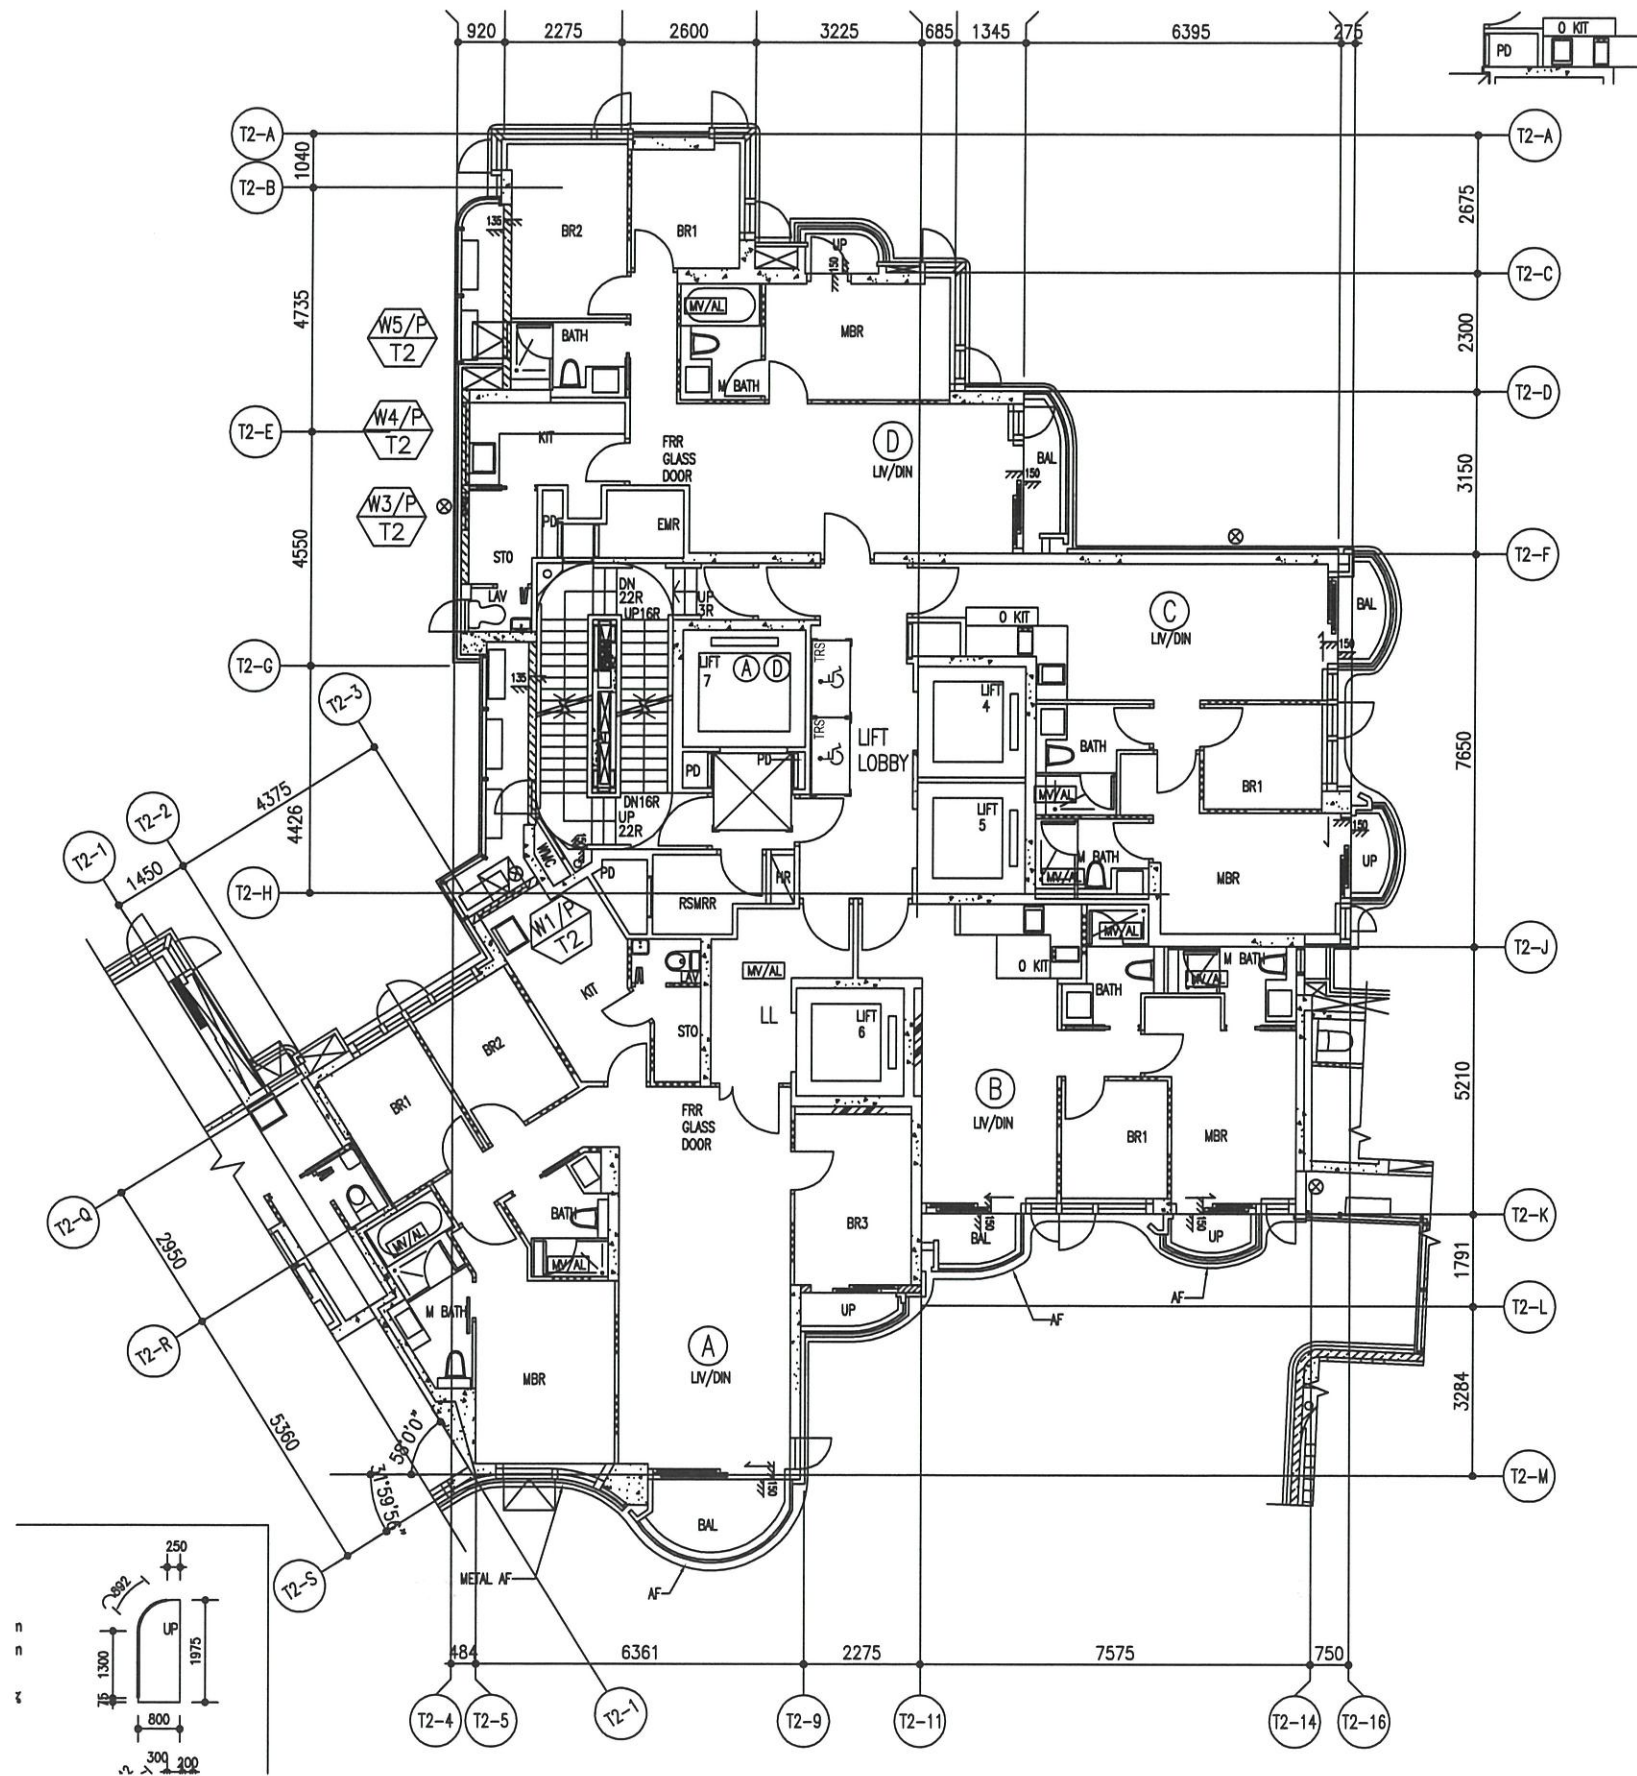 920 2275 2600 3225 685 1345 6395 275
O KIT
PD
T2-A
T2-A
1040
T2-B
2675
135
BR2
BR1
UP
150
T2-C
4735
MV/AL
W5/P
T2
BATH
MBR
2300
M BATH
T2-D
W4/P
T2
T2-E
KIT
FRR
GLASS
DOOR
D
LIV/DIN
BAL
150
3150
W3/P
T2
PD
EMR
4550
STO
T2-F
LAV
DN
22R
UP16R
UP
3R
O KIT
C
LIV/DIN
BAL
150
T2-G
135
LIFT
7
A
D
TRS
TRS
LIFT
4
T2-3
LIFT
LOBBY
BATH
7650
PD
PD
MV/AL
BR1
4375
4426
T2-2
DN16R
UP
22R
LIFT
5
150
T2-1
1450
WMC
M BATH
MV/AL
UP
T2-H
PD
HR
RSMRR
MBR
W1/P
T2
MV/AL
T2-J
O KIT
M BATH
MV/AL
MV/AL
LAV
BATH
KIT
LL
LIFT
6
STO
BR2
BR1
FRR
GLASS
DOOR
B
LIV/DIN
5210
BR1
MBR
T2-Q
BR3
T2-K
BATH
MV/AL
150
150
BAL
UP
2950
MV/AL
1791
AF
AF
UP
T2-L
M BATH
T2-R
A
LIV/DIN
MBR
3284
5360
58°0'0"
31°59'56"
T2-M
150
BAL
METAL AF
AF
T2-S
250
892
UP
n
n
1300
1975
75
800
300
200
484 6361 2275 7575 750
T2-4 T2-5 T2-1 T2-9 T2-11 T2-14 T2-16